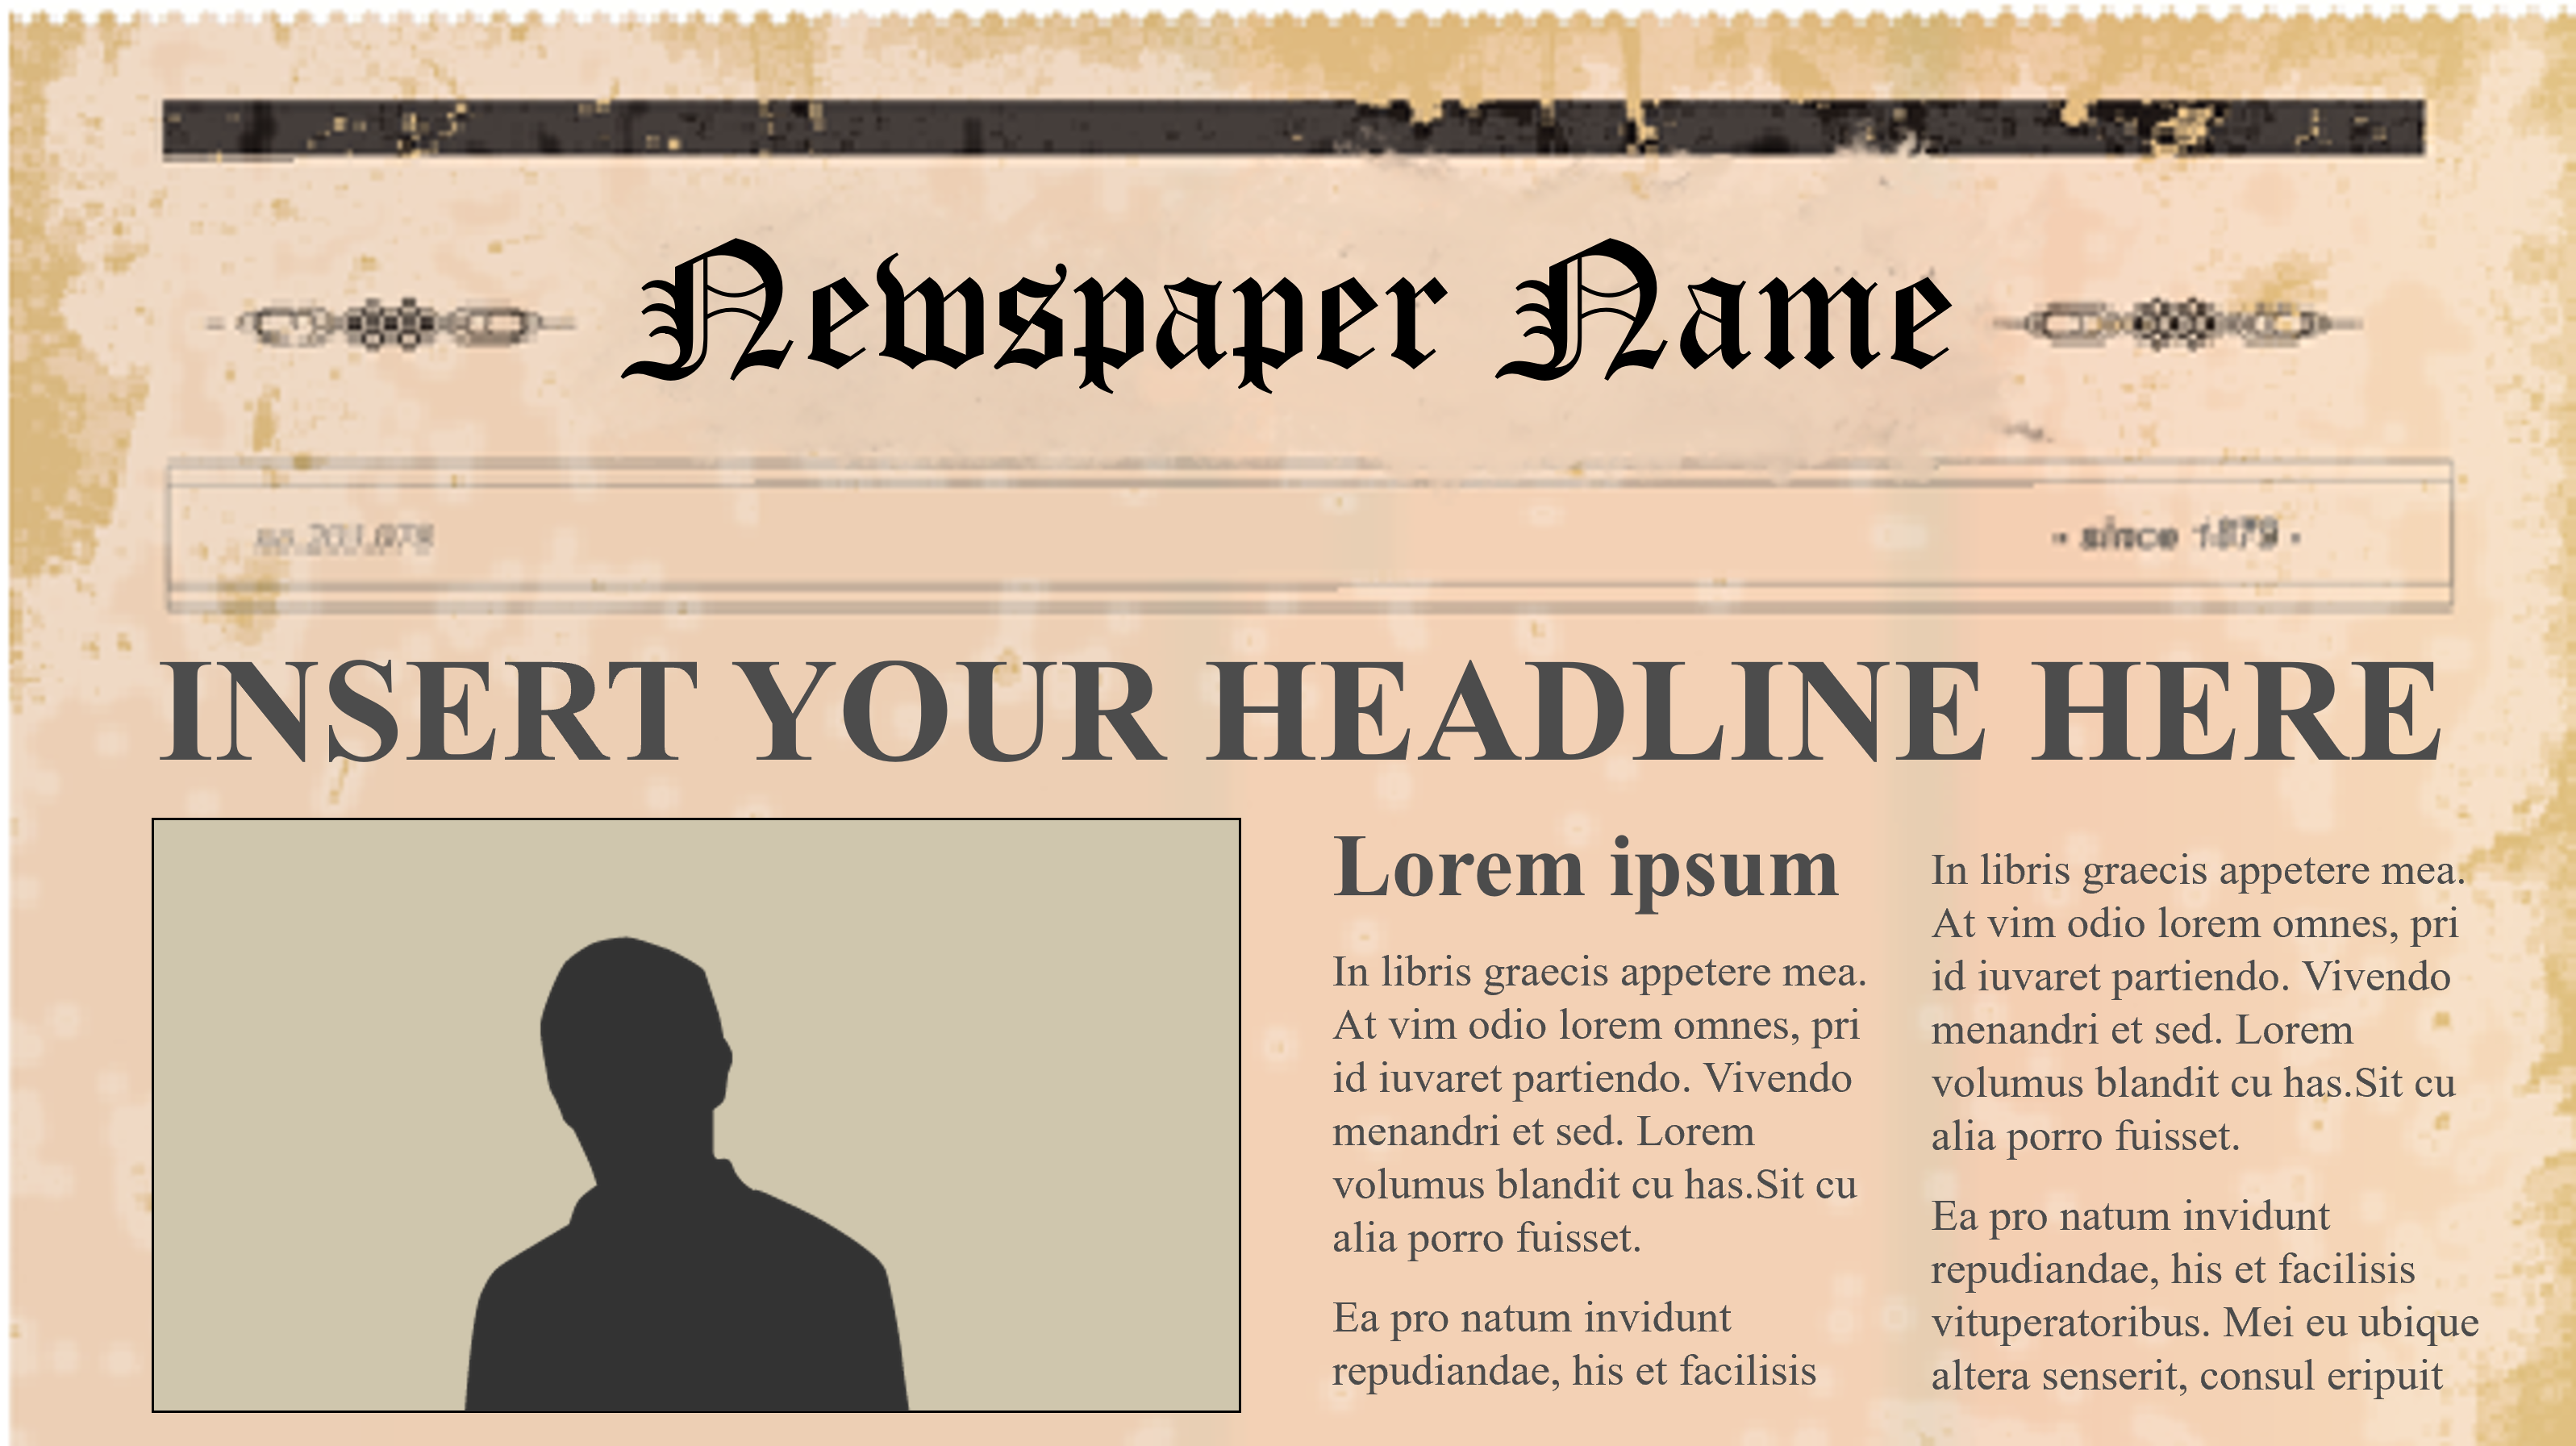 Newspaper Name
no.203.078
- since 1879 -
INSERT YOUR HEADLINE HERE
Lorem ipsum
In libris graecis appetere mea.
At vim odio lorem omnes, pri
id iuvaret partiendo. Vivendo
menandri et sed. Lorem
volumus blandit cu has.Sit cu
alia porro fuisset.
Ea pro natum invidunt
repudiandae, his et facilisis
In libris graecis appetere mea.
At vim odio lorem omnes, pri
id iuvaret partiendo. Vivendo
menandri et sed. Lorem
volumus blandit cu has.Sit cu
alia porro fuisset.
Ea pro natum invidunt
repudiandae, his et facilisis
vituperatoribus. Mei eu ubique
altera senserit, consul eripuit